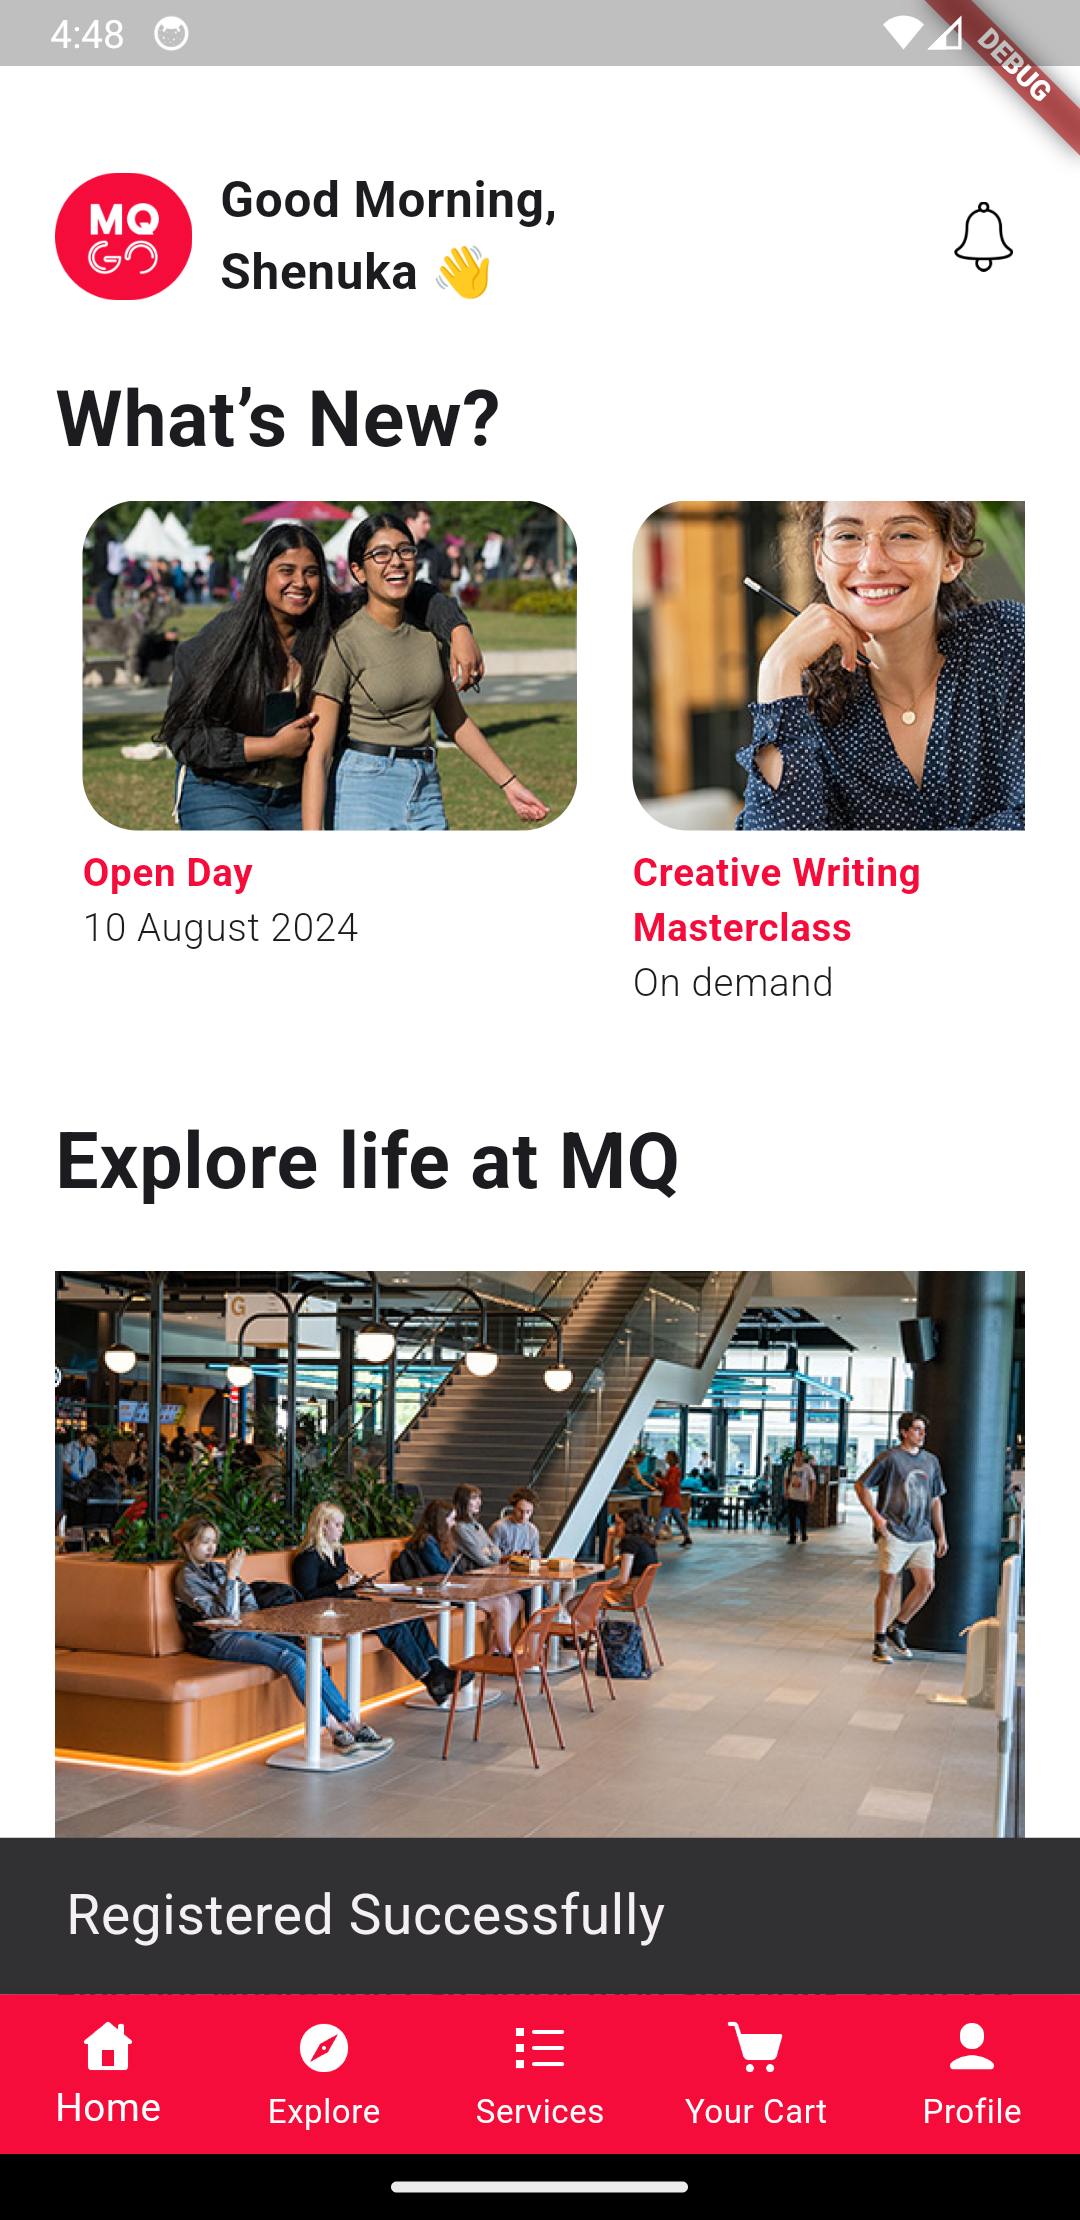 4:48
DEBUG
MQ
GO
Good Morning,
Shenuka 👋
What's New?
Open Day
10 August 2024
Creative Writing
Masterclass
On demand
Explore life at MQ
G
Registered Successfully
Home
Explore
Services
Your Cart
Profile